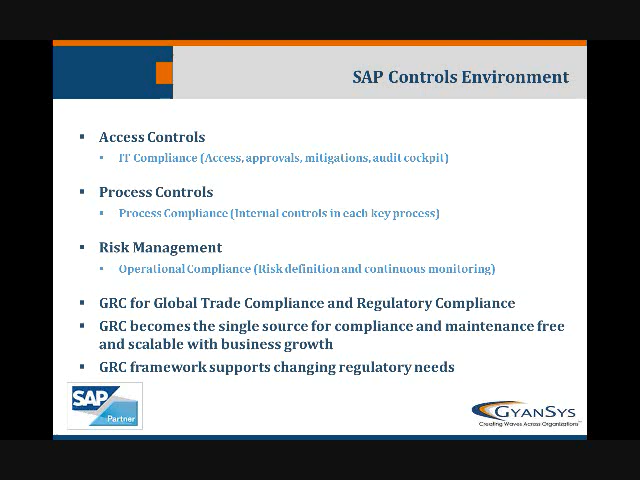 SAP Controls Environment
Access Controls
IT Compliance (Access, approvals, mitigations, audit cockpit)
Process Controls
Process Compliance (Internal controls in each key process)
Risk Management
Operational Compliance (Risk definition and continuous monitoring)
GRC for Global Trade Compliance and Regulatory Compliance
GRC becomes the single source for compliance and maintenance free
and scalable with business growth
GRC framework supports changing regulatory needs
SAP
Partner
GYANSYS
Creating Waves Across Organizations